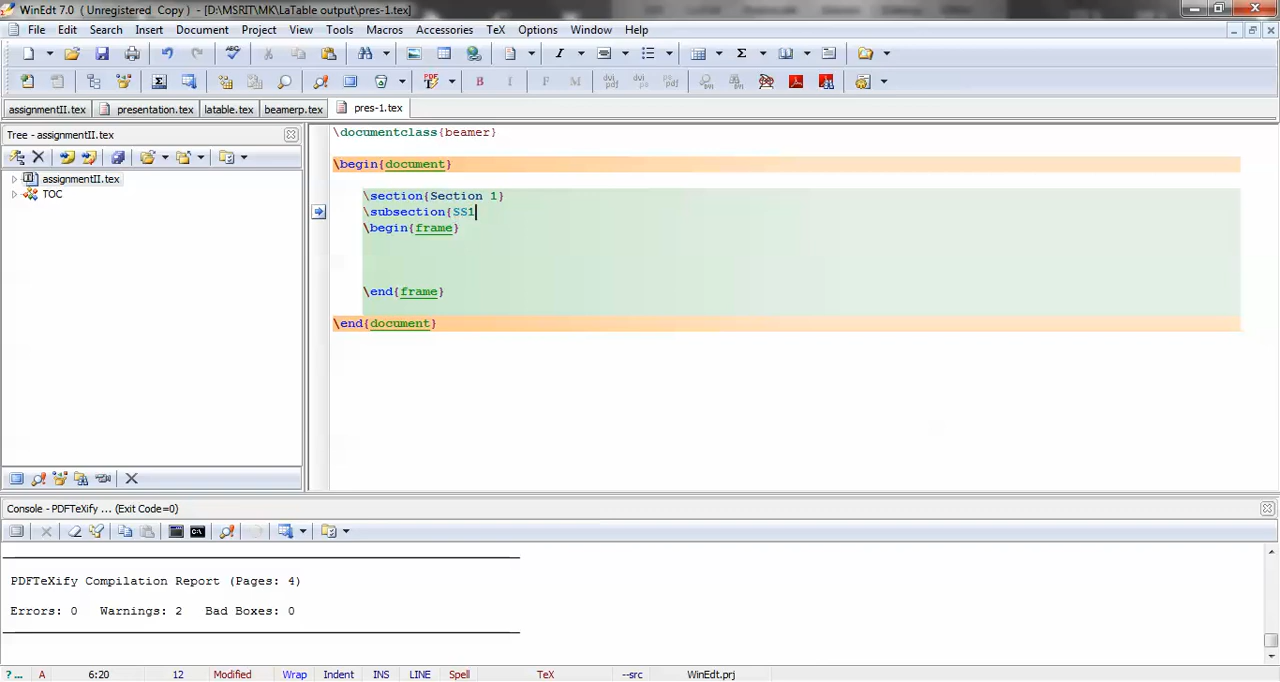 WinEdt 7.0 ( Unregistered Copy ) - [D:\MSRIT\MK\LaTable output\pres-1.tex]
File Edit Search Insert Document Project View Tools Macros Accessories TeX Options Window Help
assignmentII.tex presentation.tex latable.tex beamerp.tex pres-1.tex
Tree - assignmentII.tex
assignmentII.tex
TOC
\documentclass{beamer}
\begin{document}
\section{Section 1}
\subsection{SS1
\begin{frame}
\end{frame}
\end{document}
Console - PDFTeXify ... (Exit Code=0)
PDFTeXify Compilation Report (Pages: 4)
Errors: 0 Warnings: 2 Bad Boxes: 0
?... A 6:20 12 Modified Wrap Indent INS LINE Spell TeX --src WinEdt.prj